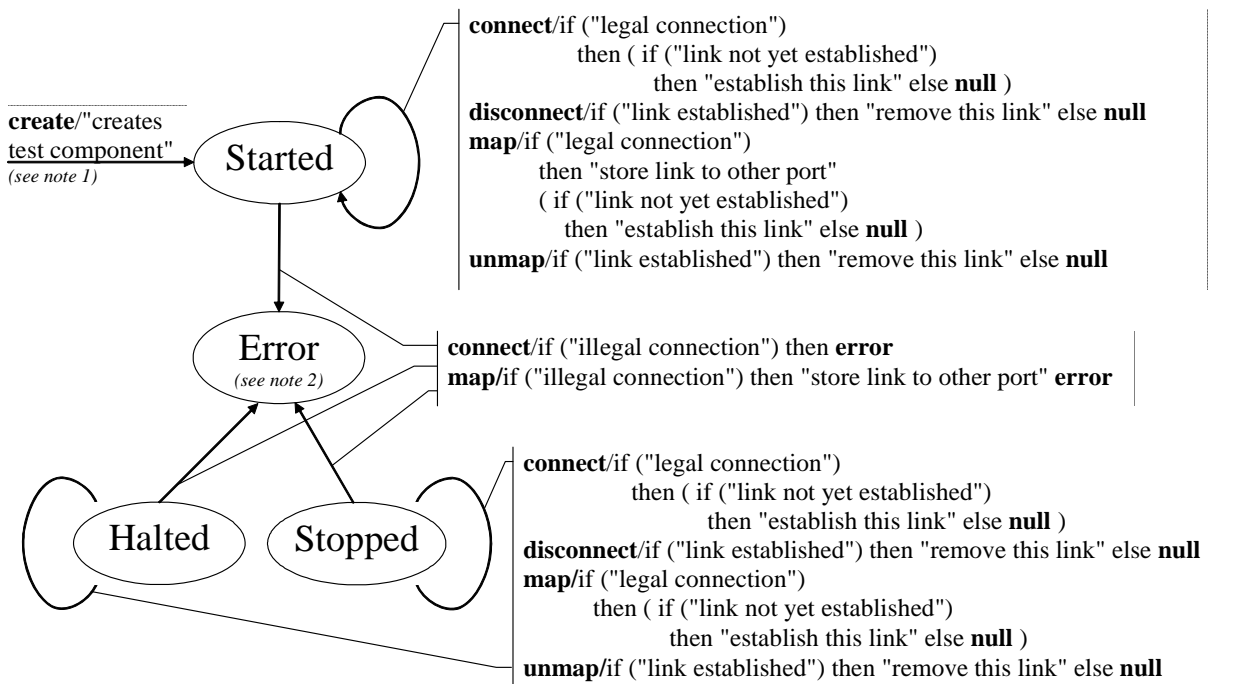 connect/if ("legal connection")
then ( if ("link not yet established")
then "establish this link" else null )
disconnect/if ("link established") then "remove this link" else null
map/if ("legal connection")
then "store link to other port"
( if ("link not yet established")
then "establish this link" else null )
unmap/if ("link established") then "remove this link" else null
create/"creates
test component"
(see note 1)
Started
Error
(see note 2)
connect/if ("illegal connection") then error
map/if ("illegal connection") then "store link to other port" error
Halted
Stopped
connect/if ("legal connection")
then ( if ("link not yet established")
then "establish this link" else null )
disconnect/if ("link established") then "remove this link" else null
map/if ("legal connection")
then ( if ("link not yet established")
then "establish this link" else null )
unmap/if ("link established") then "remove this link" else null